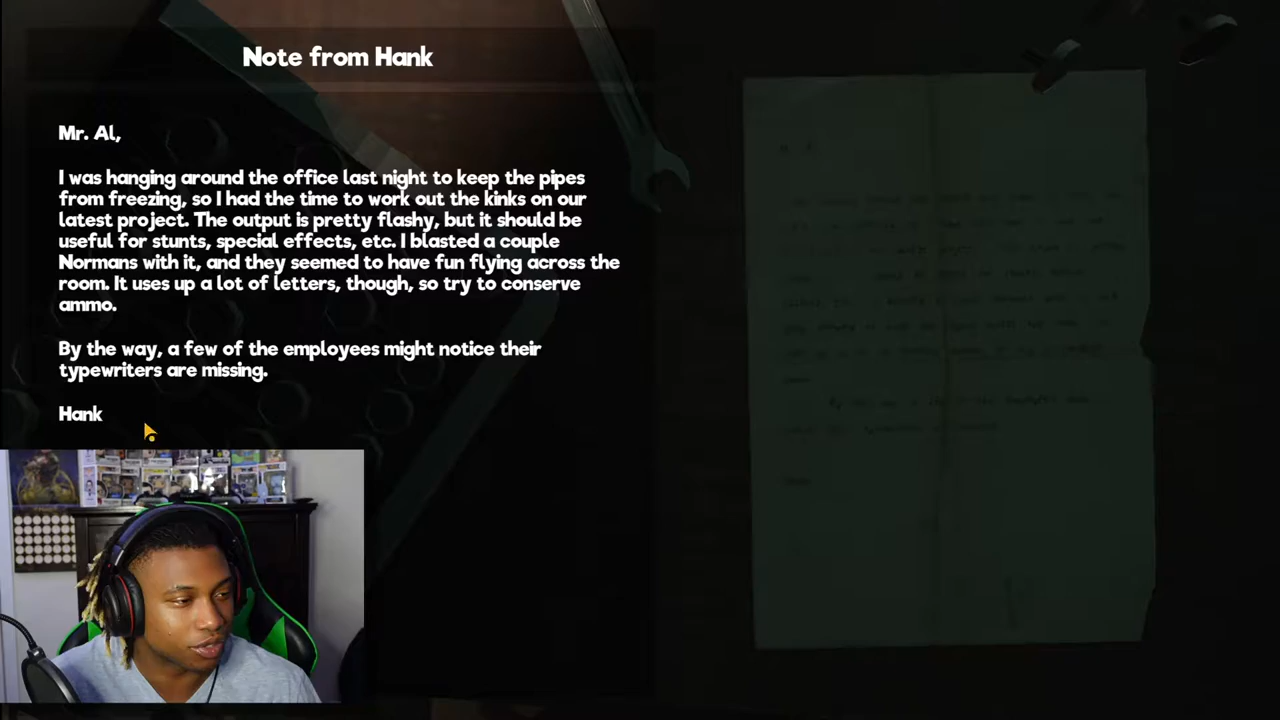 Note from Hank
Mr. Al,
I was hanging around the office last night to keep the pipes
from freezing, so I had the time to work out the kinks on our
latest project. The output is pretty flashy, but it should be
useful for stunts, special effects, etc. I blasted a couple
Normans with it, and they seemed to have fun flying across the
room. It uses up a lot of letters, though, so try to conserve
ammo.
By the way, a few of the employees might notice their
typewriters are missing.
Hank